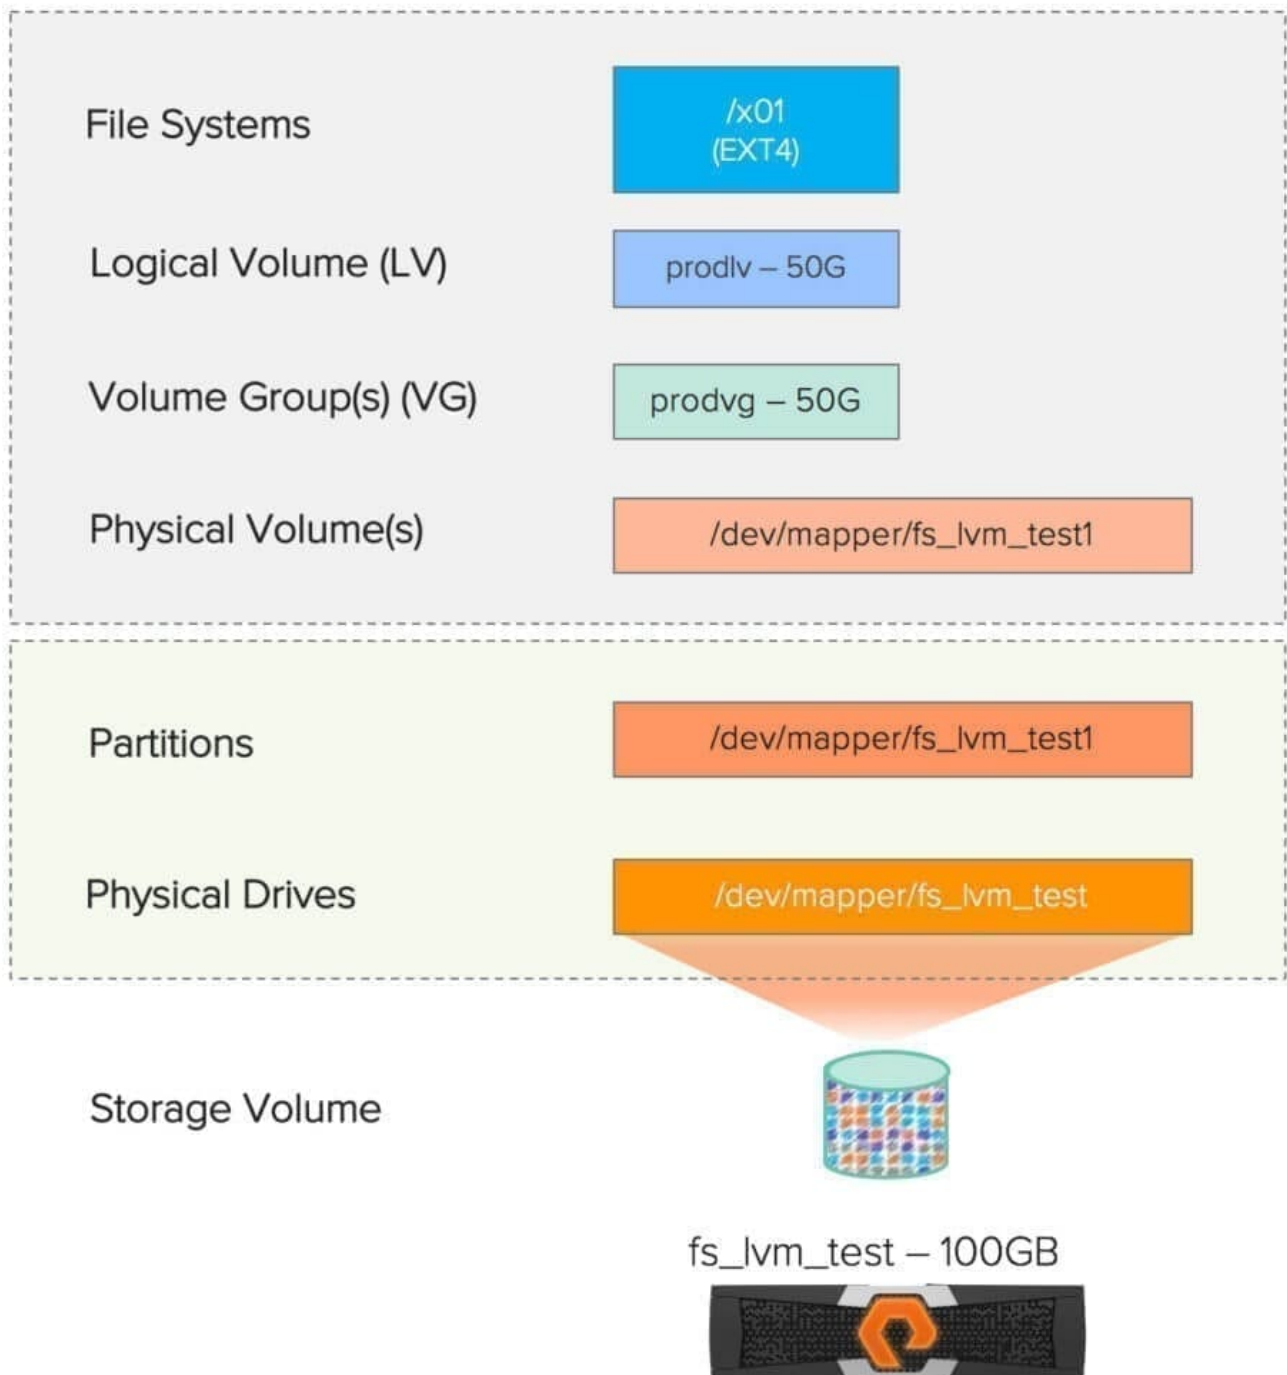 File Systems
/x01
(EXT4)
Logical Volume (LV)
prodlv – 50G
Volume Group(s) (VG)
prodvg – 50G
Physical Volume(s)
/dev/mapper/fs_lvm_test1
Partitions
/dev/mapper/fs_lvm_test1
Physical Drives
/dev/mapper/fs_lvm_test
Storage Volume
fs_lvm_test – 100GB